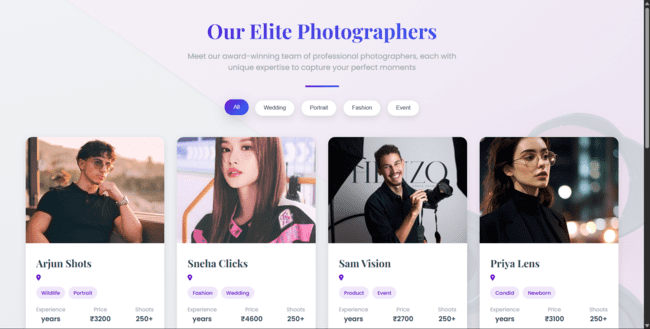 Our Elite Photographers
Meet our award-winning team of professional photographers, each with
unique expertise to capture your perfect moments
All Wedding Portrait Fashion Event
Arjun Shots Sneha Clicks Sam Vision Priya Lens
Wildlife Portrait Fashion Wedding Product Event Candid Newborn
Experience Price Shoots Experience Price Shoots Experience Price Shoots Experience Price Shoots
years ₹3200 250+ years ₹4600 250+ years ₹2700 250+ years ₹3100 250+